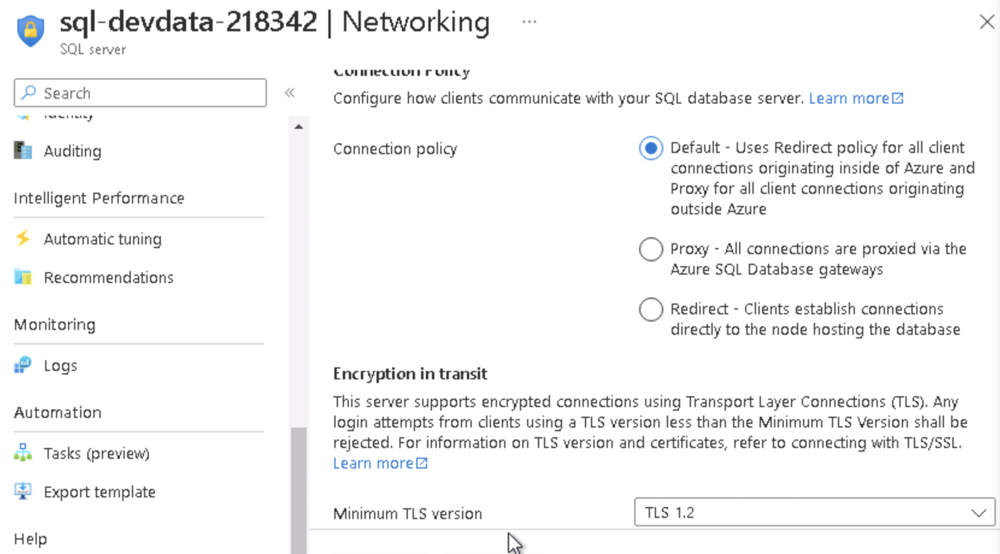 sql-devdata-218342 | Networking ...
SQL server
Search
«
Identity
Auditing
Intelligent Performance
Automatic tuning
Recommendations
Monitoring
Logs
Automation
Tasks (preview)
Export template
Help
Connection Policy
Configure how clients communicate with your SQL database server. Learn more
Connection policy
Default - Uses Redirect policy for all client
connections originating inside of Azure and
Proxy for all client connections originating
outside Azure
Proxy - All connections are proxied via the
Azure SQL Database gateways
Redirect - Clients establish connections
directly to the node hosting the database
Encryption in transit
This server supports encrypted connections using Transport Layer Connections (TLS). Any
login attempts from clients using a TLS version less than the Minimum TLS Version shall be
rejected. For information on TLS version and certificates, refer to connecting with TLS/SSL.
Learn more
Minimum TLS version
TLS 1.2